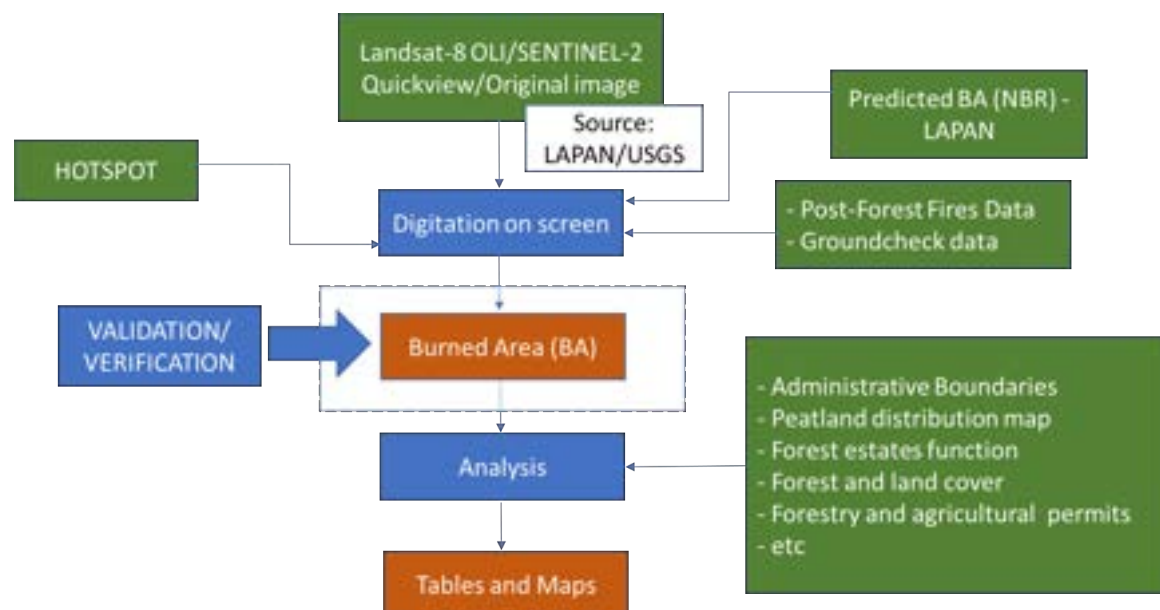 Landsat-8 OLI/SENTINEL-2
Quickview/Original image
Source:
LAPAN/USGS
Predicted BA (NBR) -
LAPAN
HOTSPOT
Digitation on screen
- Post-Forest Fires Data
- Groundcheck data
VALIDATION/
VERIFICATION
Burned Area (BA)
- Administrative Boundaries
- Peatland distribution map
- Forest estates function
- Forest and land cover
- Forestry and agricultural permits
- etc
Analysis
Tables and Maps